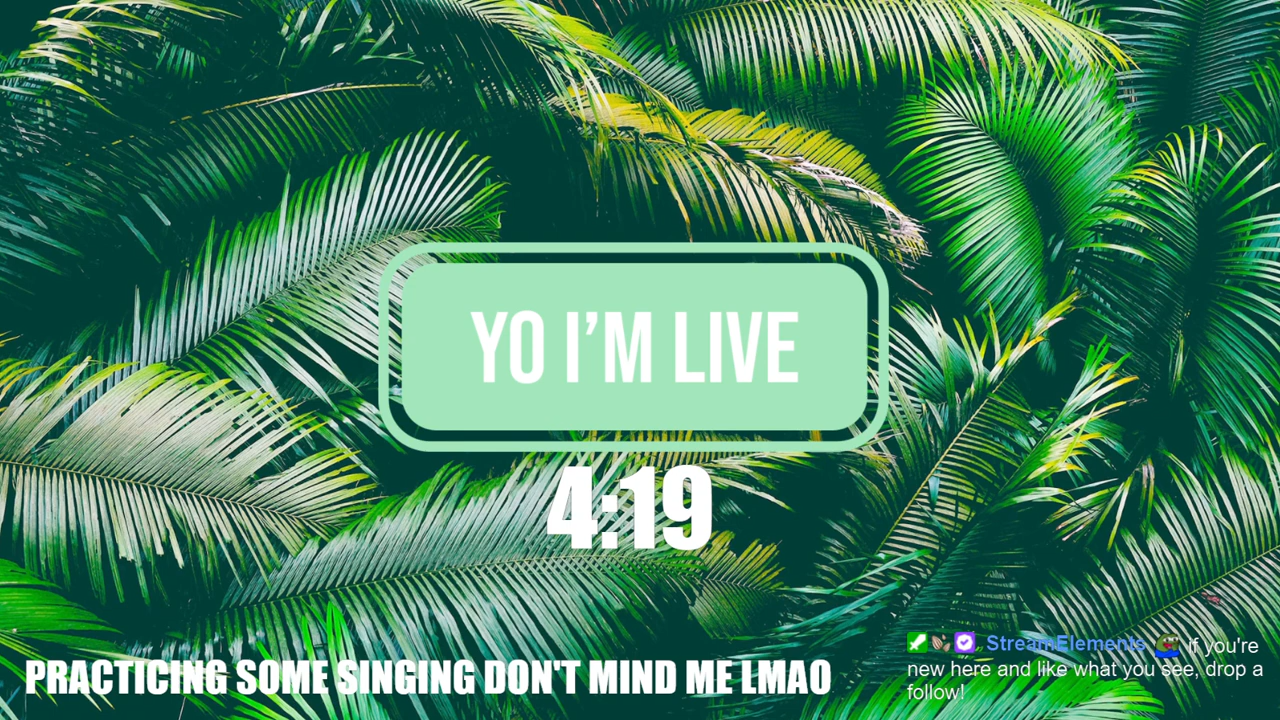 YO I'M LIVE
4:19
PRACTICING SOME SINGING DON'T MIND ME LMAO
StreamElements If you're
new here and like what you see, drop a
follow!